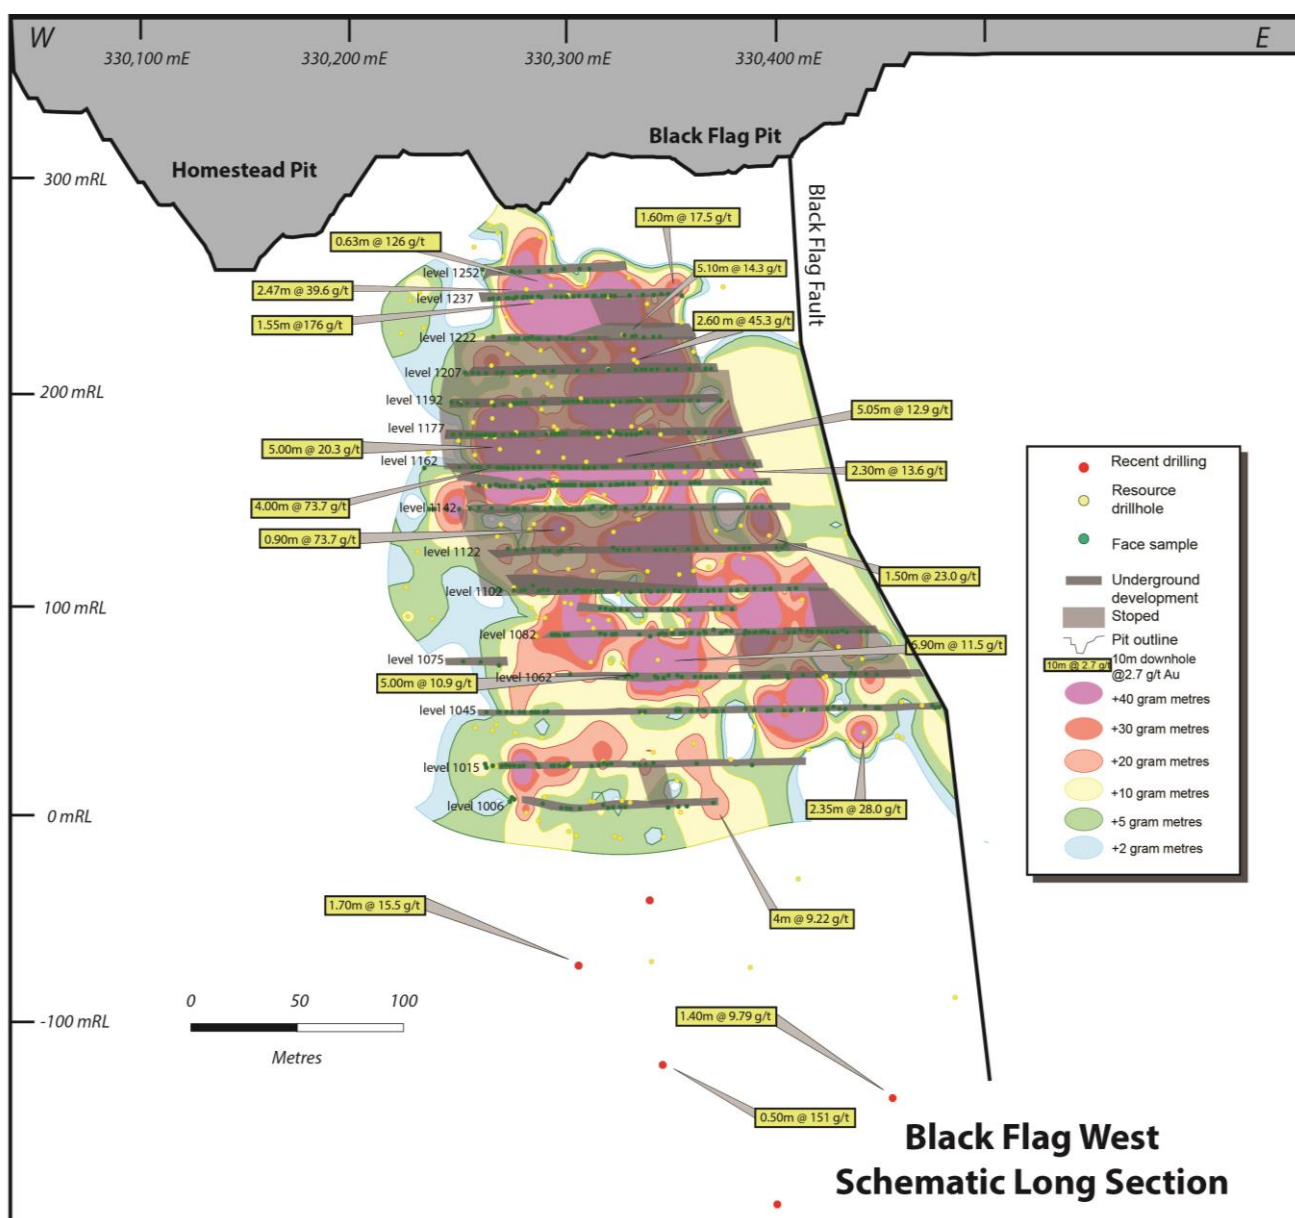 W
E
330,100 mE
330,200 mE
330,300 mE
330,400 mE
Black Flag Pit
Homestead Pit
300 mRL
Black Flag Fault
1.60m @ 17.5 g/t
0.63m @ 126 g/t
level 1252
5.10m @ 14.3 g/t
2.47m @ 39.6 g/t
level 1237
1.55m @176 g/t
2.60 m @ 45.3 g/t
level 1222
level 1207
200 mRL
level 1192
5.05m @ 12.9 g/t
level 1177
5.00m @ 20.3 g/t
level 1162
2.30m @ 13.6 g/t
4.00m @ 73.7 g/t
level 1142
0.90m @ 73.7 g/t
level 1122
1.50m @ 23.0 g/t
level 1102
100 mRL
level 1082
6.90m @ 11.5 g/t
level 1075
level 1062
5.00m @ 10.9 g/t
level 1045
level 1015
level 1006
2.35m @ 28.0 g/t
0 mRL
1.70m @ 15.5 g/t
4m @ 9.22 g/t
-100 mRL
0
50
100
Metres
1.40m @ 9.79 g/t
0.50m @ 151 g/t
Recent drilling
Resource
drillhole
Face sample
Underground
development
Stoped
Pit outline
10m @ 2.7 g/t
10m downhole
@2.7 g/t Au
+40 gram metres
+30 gram metres
+20 gram metres
+10 gram metres
+5 gram metres
+2 gram metres
Black Flag West
Schematic Long Section